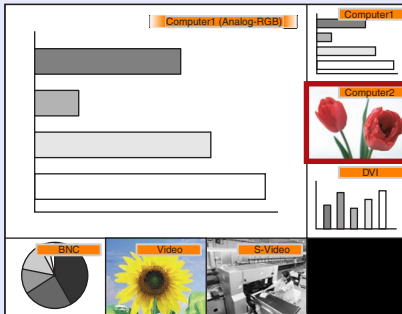 Computer1 (Analog-RGB)
Computer1
Computer2
DVI
BNC
Video
S-Video